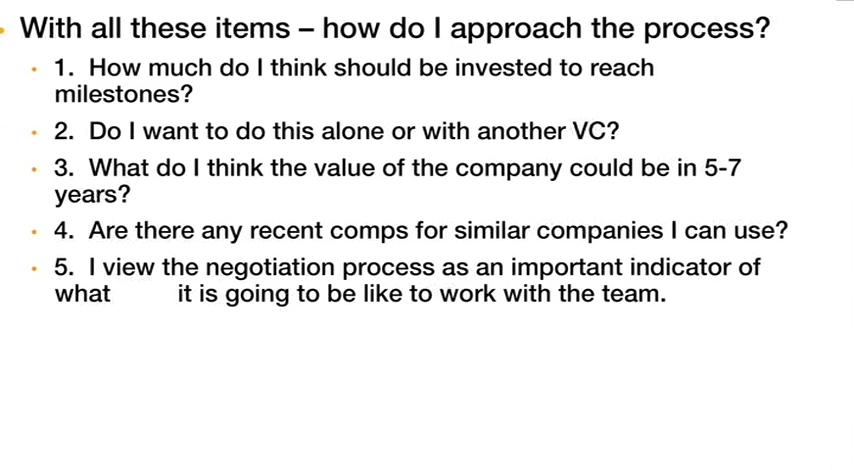 With all these items – how do I approach the process?
1. How much do I think should be invested to reach
milestones?
2. Do I want to do this alone or with another VC?
3. What do I think the value of the company could be in 5-7
years?
4. Are there any recent comps for similar companies I can use?
5. I view the negotiation process as an important indicator of
what it is going to be like to work with the team.